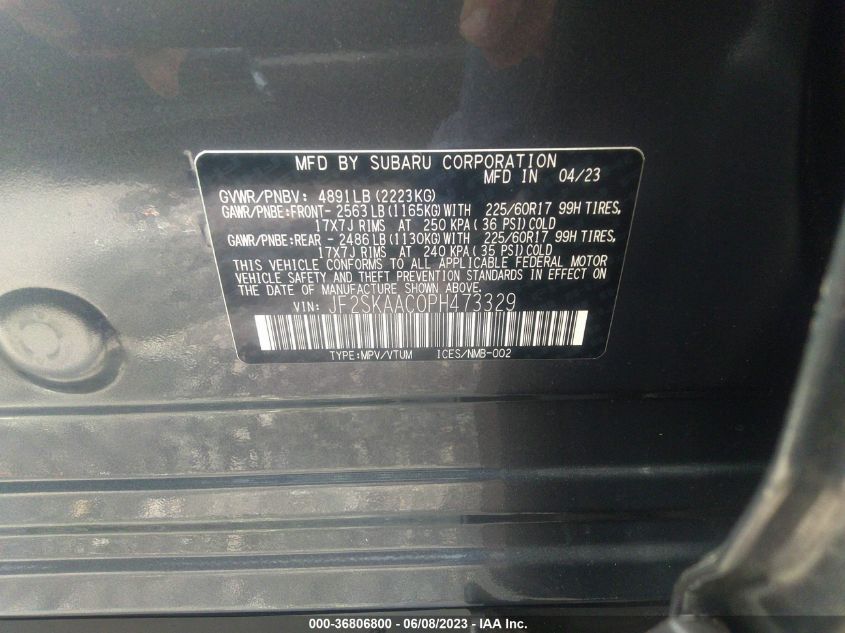 MFD BY SUBARU CORPORATION
MFD IN 04/23
GVWR/PNBV: 4891LB (2223KG)
GAWR/PNBE:FRONT- 2563LB (1165KG) WITH 225/60R17 99H TIRES,
17X7J RIMS AT 250 KPA (36 PSI) COLD
GAWR/PNBE:REAR - 2486LB (1130KG) WITH 225/60R17 99H TIRES,
17X7J RIMS AT 240 KPA (35 PSI) COLD
THIS VEHICLE CONFORMS TO ALL APPLICABLE FEDERAL MOTOR
VEHICLE SAFETY AND THEFT PREVENTION STANDARDS IN EFFECT ON
THE DATE OF MANUFACTURE SHOWN ABOVE.
VIN: JF2SKAAC0PH473329
TYPE:MPV/VTUM ICES/NMB-002
000-36806800 - 06/08/2023 - IAA Inc.